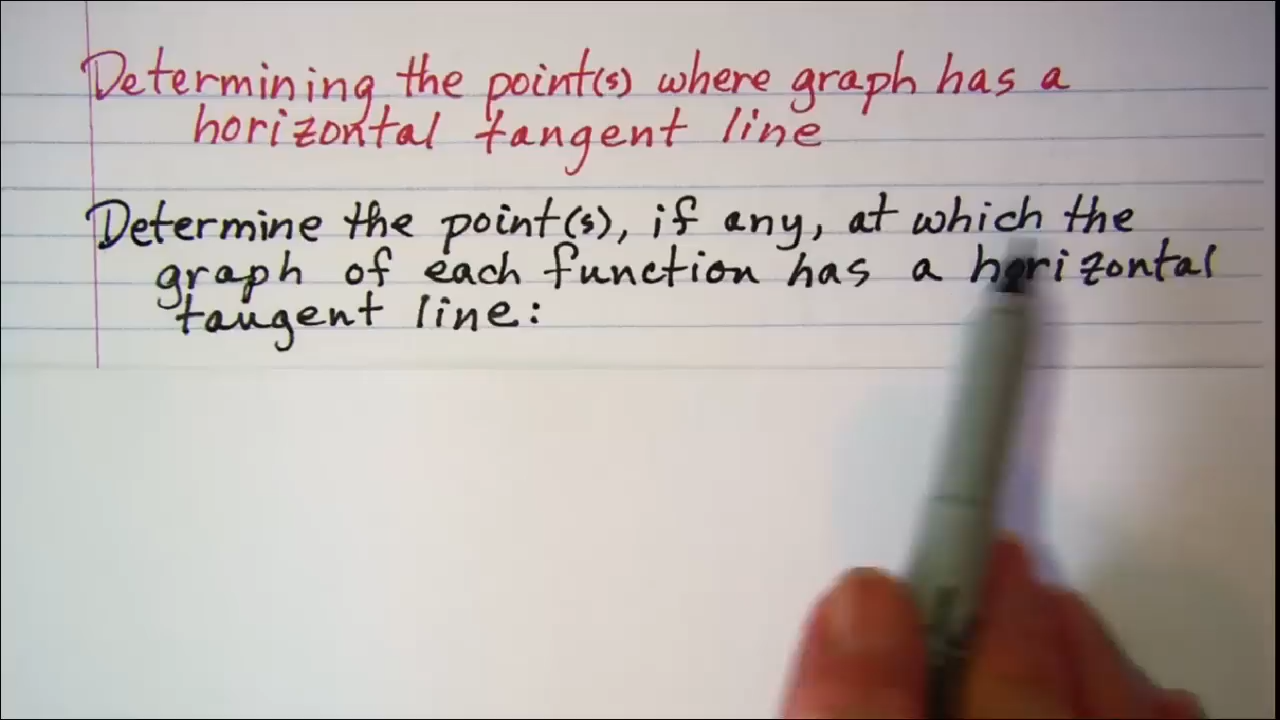 Determining the point(s) where graph has a
horizontal tangent line
Determine the point(s), if any, at which the
graph of each function has a horizontal
tangent line: